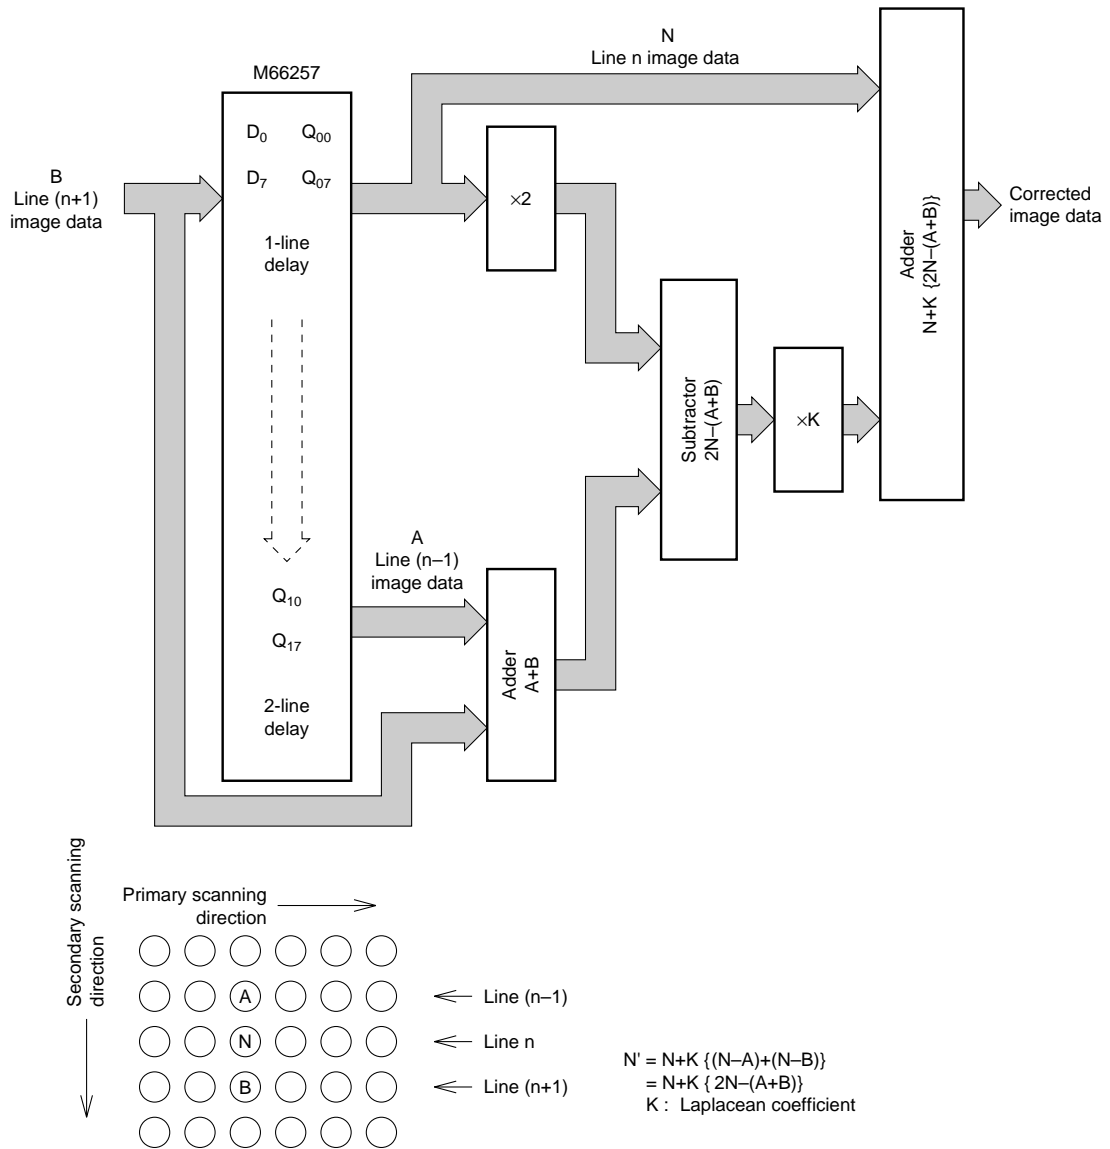 N
Line n image data
M66257
D₀ Q₀₀
D₇ Q₀₇
B
Line (n+1)
image data
×2
1-line
delay
Corrected
image data
Adder
N+K {2N–(A+B)}
Subtractor
2N–(A+B)
×K
A
Line (n–1)
image data
Q₁₀
Q₁₇
Adder
A+B
2-line
delay
Secondary scanning
direction
Primary scanning
direction
A
Line (n–1)
N
Line n
B
Line (n+1)
N' = N+K {(N–A)+(N–B)}
= N+K { 2N–(A+B)}
K : Laplacean coefficient